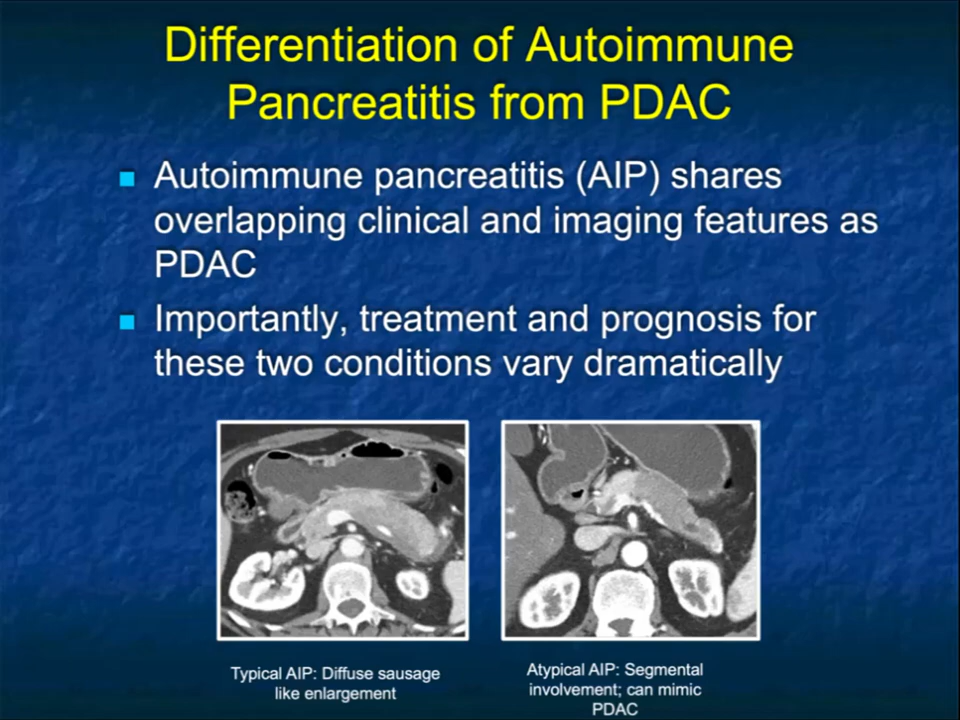 Differentiation of Autoimmune
Pancreatitis from PDAC
Autoimmune pancreatitis (AIP) shares
overlapping clinical and imaging features as
PDAC
Importantly, treatment and prognosis for
these two conditions vary dramatically
Typical AIP: Diffuse sausage
like enlargement
Atypical AIP: Segmental
involvement; can mimic
PDAC